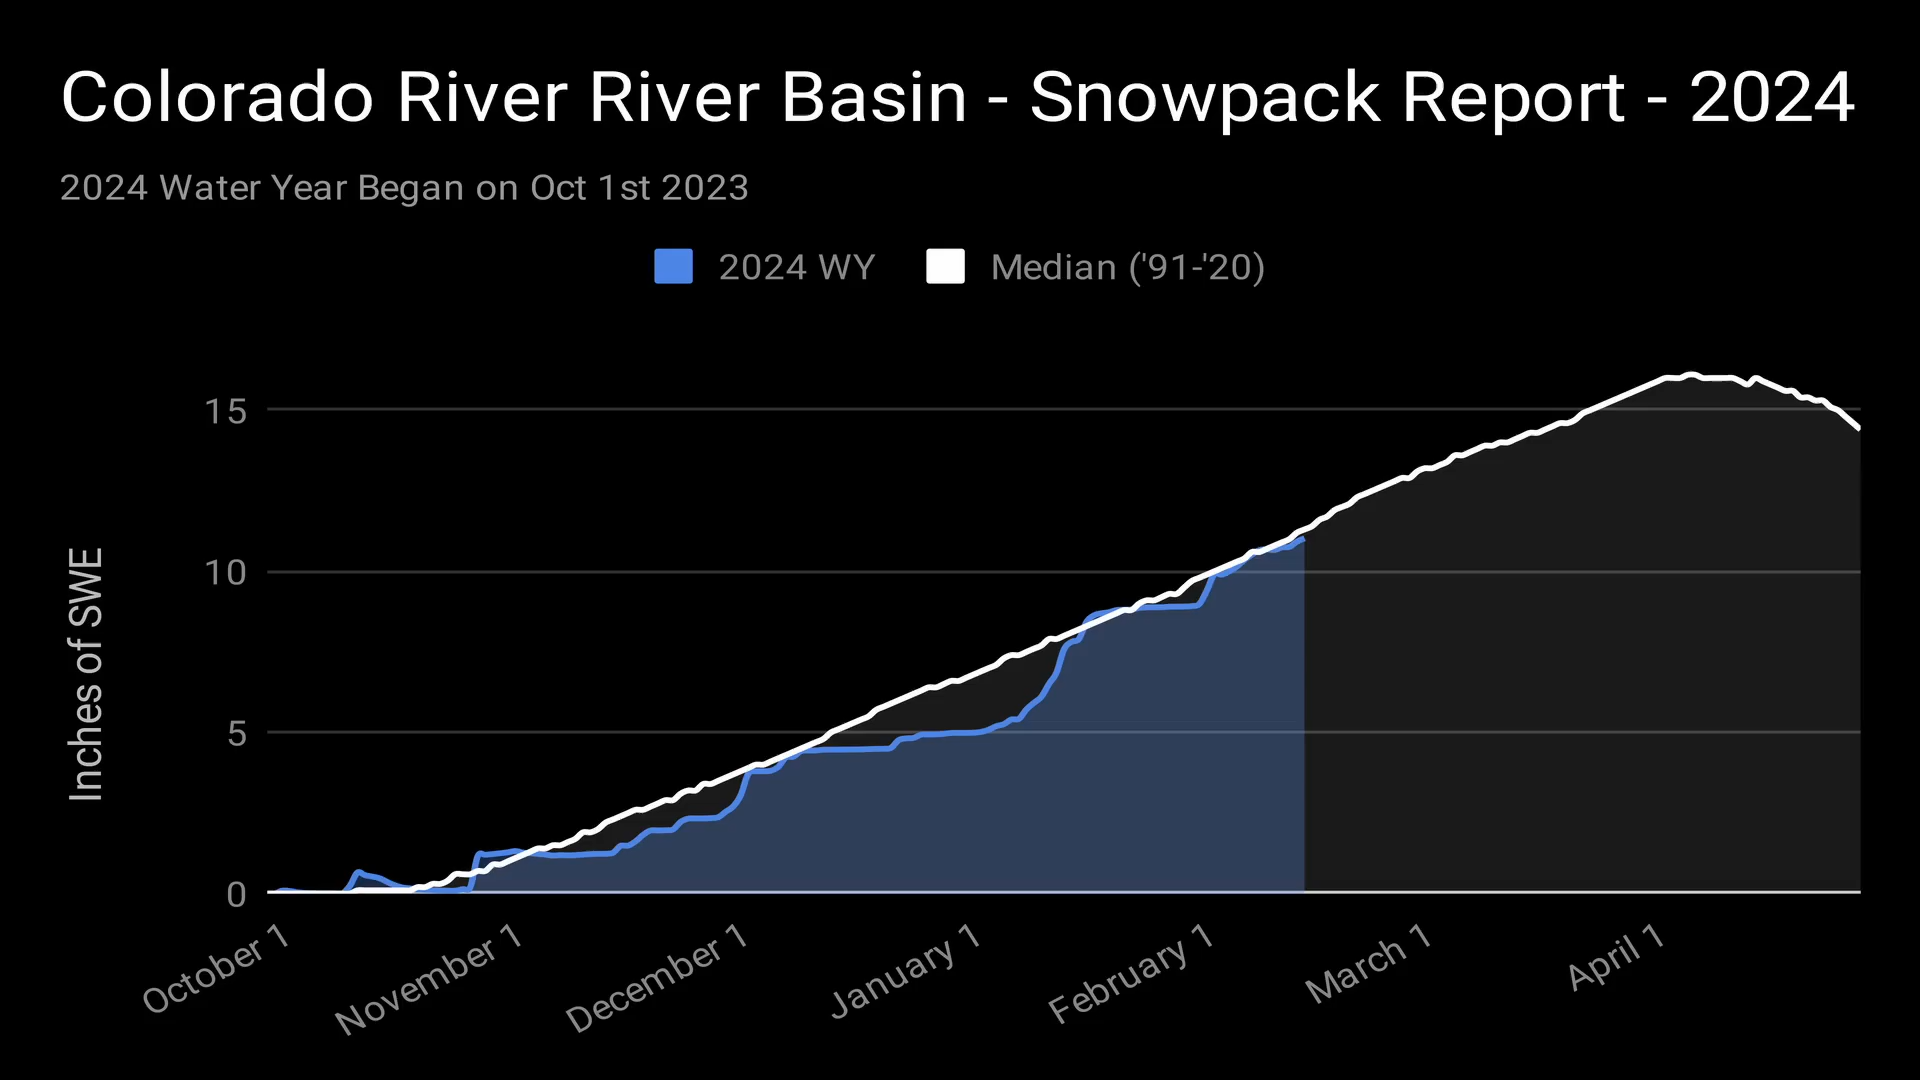 Colorado River River Basin - Snowpack Report - 2024
2024 Water Year Began on Oct 1st 2023
2024 WY
Median ('91-'20)
Inches of SWE
15
10
5
0
October 1
November 1
December 1
January 1
February 1
March 1
April 1